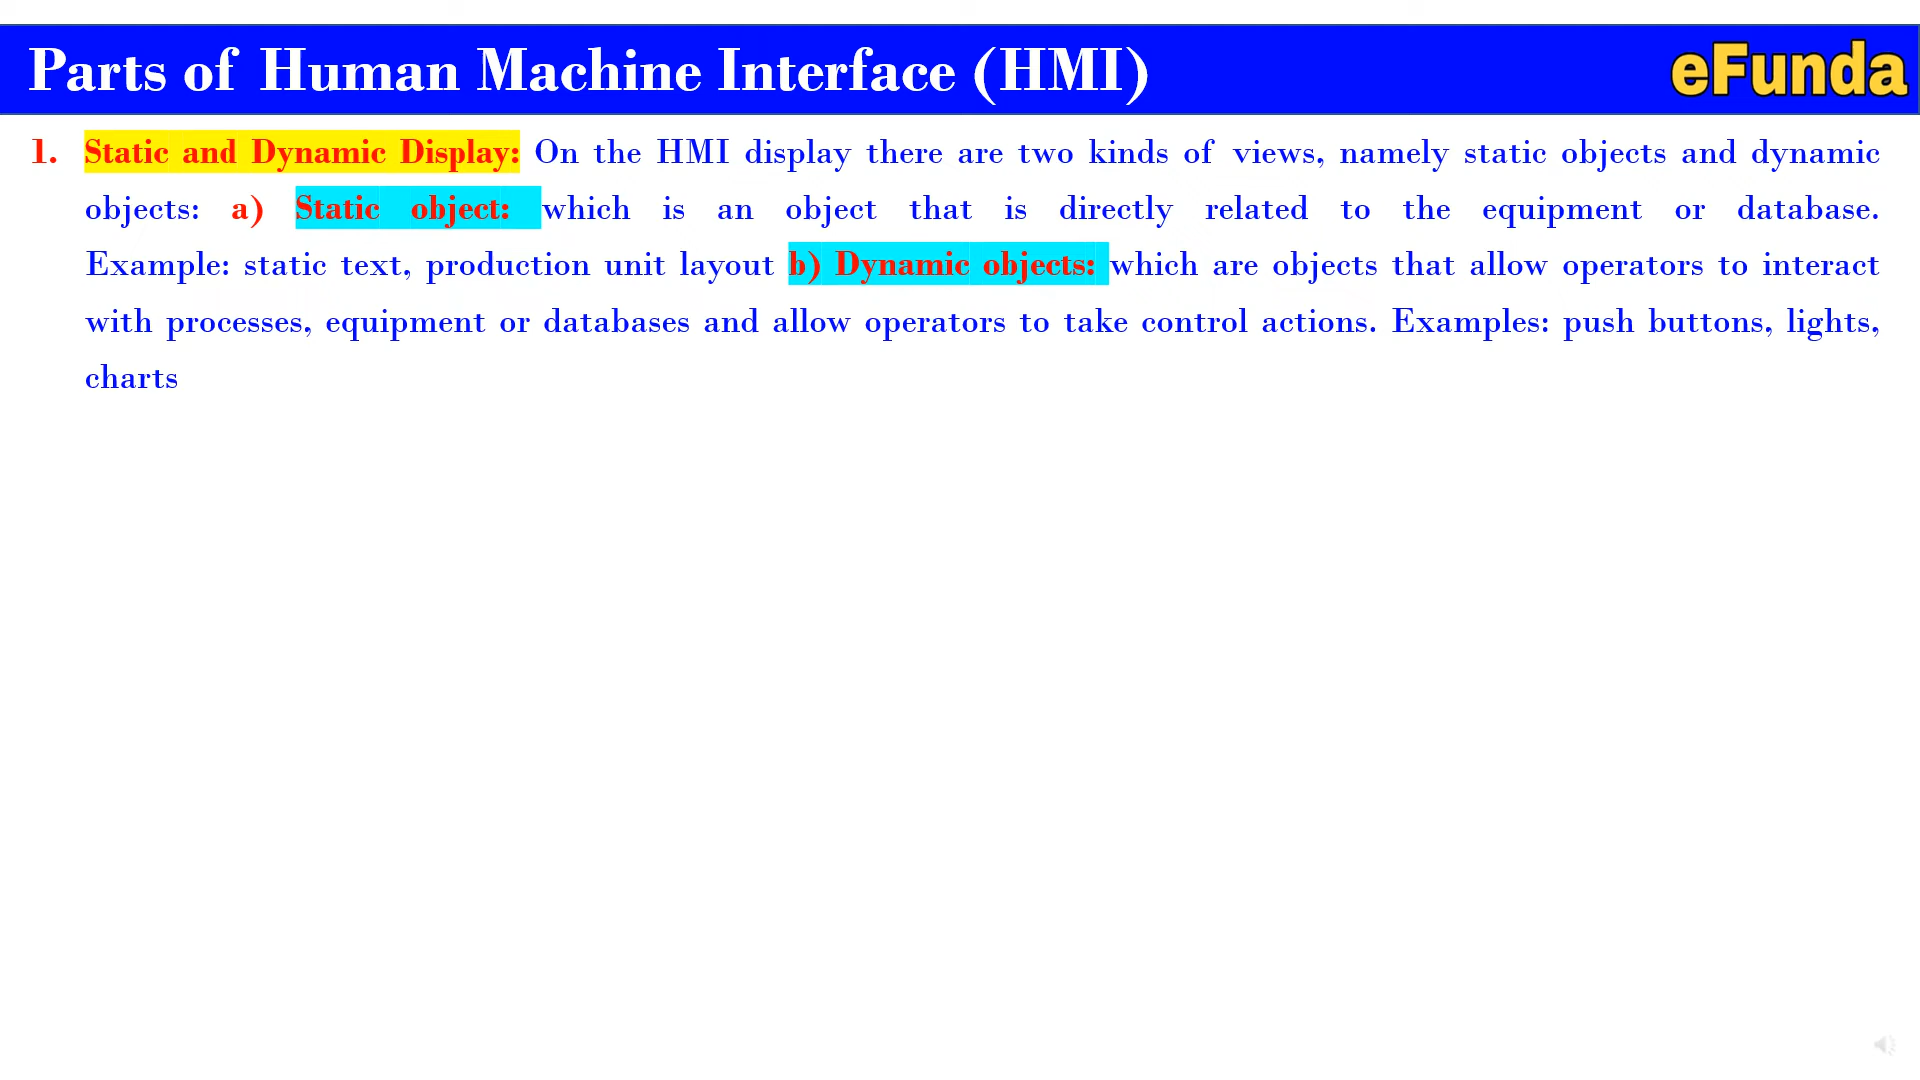 Parts of Human Machine Interface (HMI)
eFunda
1. Static and Dynamic Display: On the HMI display there are two kinds of views, namely static objects and dynamic
objects: a) Static object: which is an object that is directly related to the equipment or database.
Example: static text, production unit layout b) Dynamic objects: which are objects that allow operators to interact
with processes, equipment or databases and allow operators to take control actions. Examples: push buttons, lights,
charts